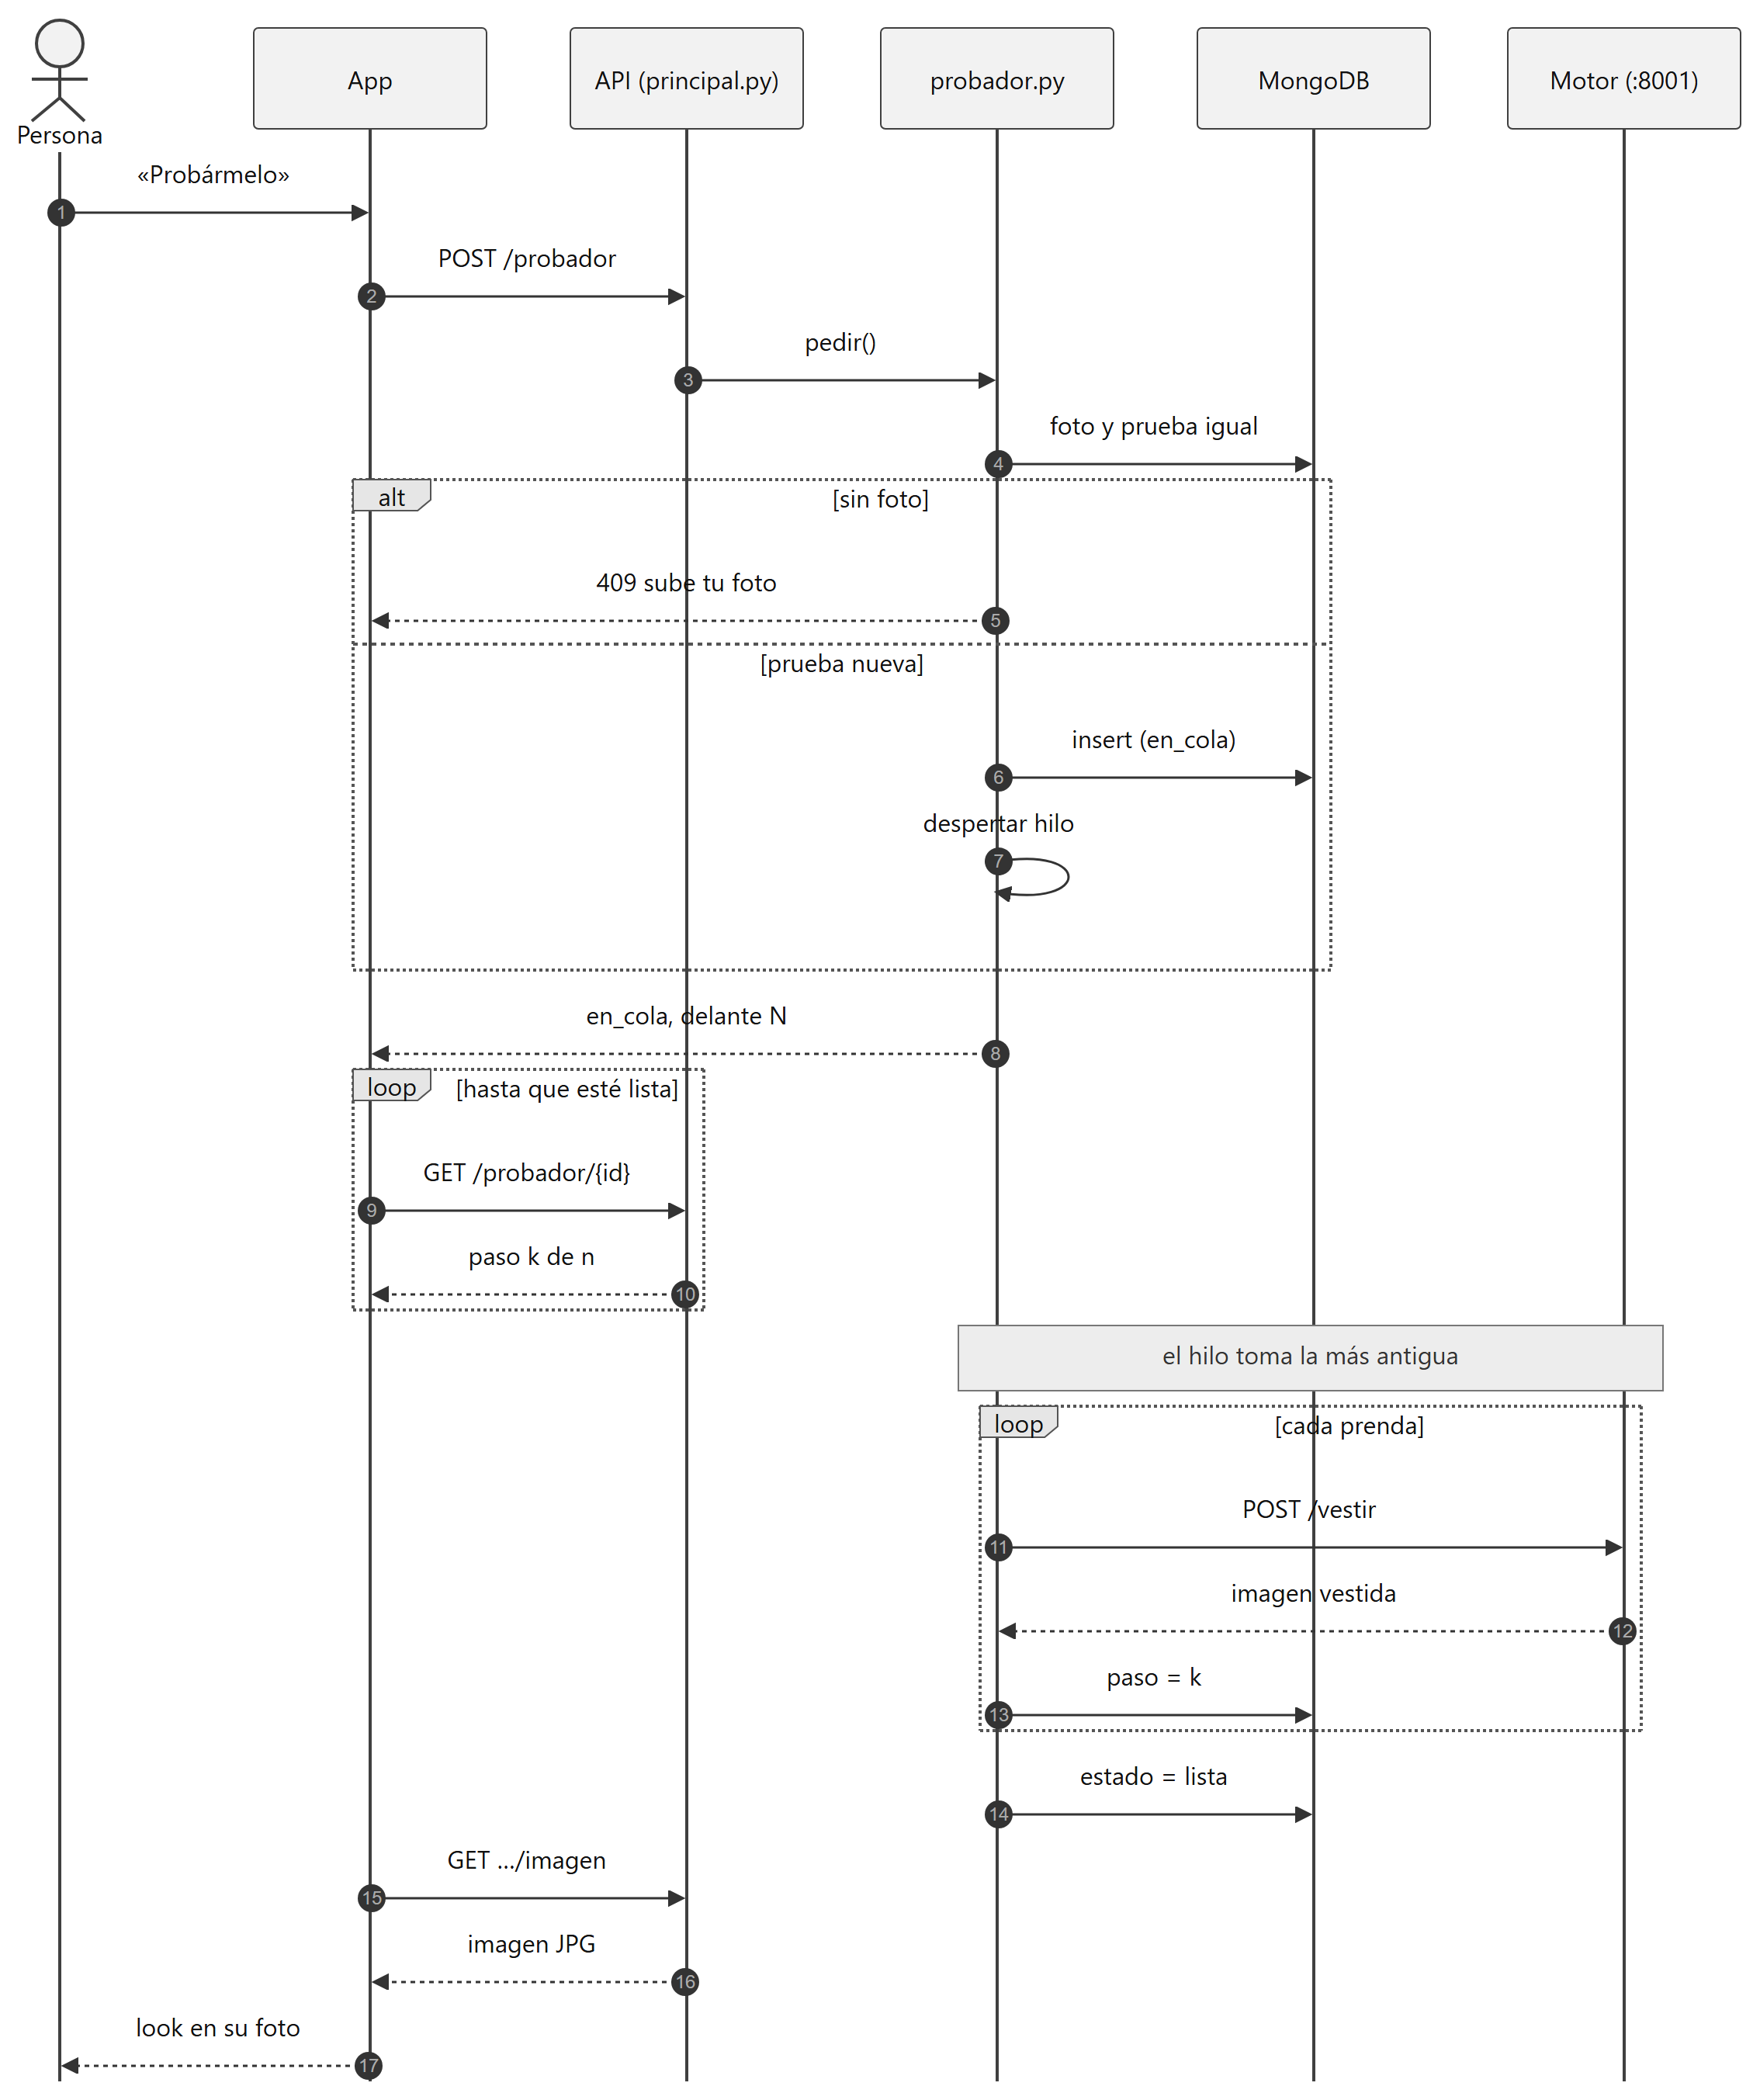 Persona
App
API (principal.py)
probador.py
MongoDB
Motor (:8001)
«Probármelo»
1
POST /probador
2
pedir()
3
foto y prueba igual
4
alt
[sin foto]
409 sube tu foto
5
[prueba nueva]
insert (en_cola)
6
despertar hilo
7
en_cola, delante N
8
loop
[hasta que esté lista]
GET /probador/{id}
9
paso k de n
10
el hilo toma la más antigua
loop
[cada prenda]
POST /vestir
11
imagen vestida
12
paso = k
13
estado = lista
14
GET .../imagen
15
imagen JPG
16
look en su foto
17